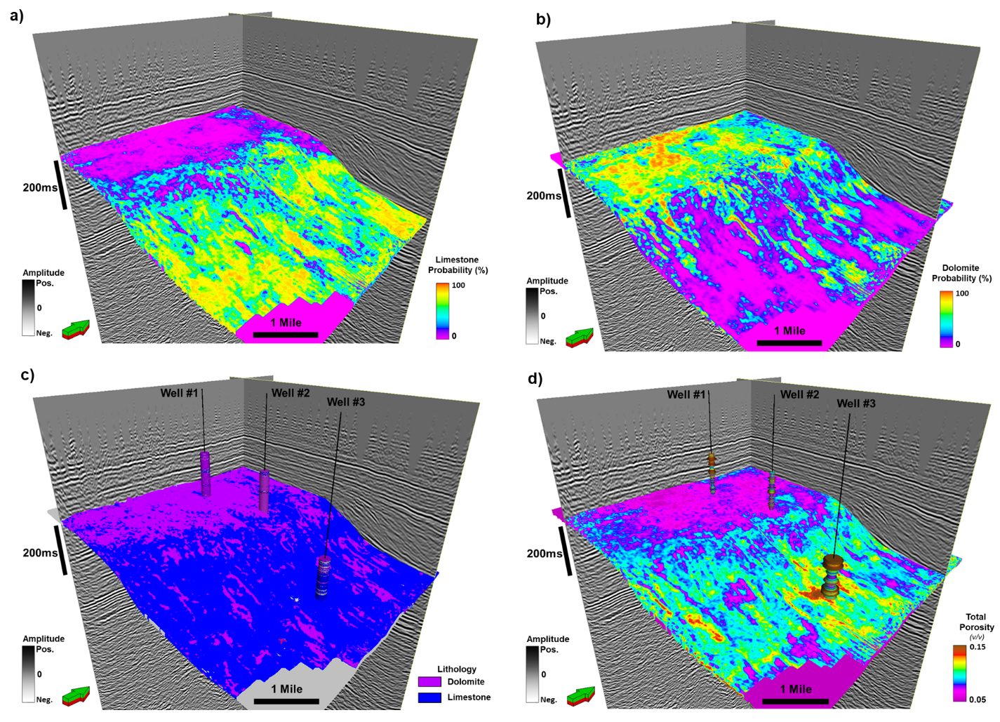 a)
200ms
Amplitude
Pos.
0
Neg.
1 Mile
Limestone
Probability (%)
100
0
b)
200ms
Amplitude
Pos.
0
Neg.
1 Mile
Dolomite
Probability (%)
100
0
c)
Well #1
Well #2
Well #3
200ms
Amplitude
Pos.
0
Neg.
1 Mile
Lithology
Dolomite
Limestone
d)
Well #1
Well #2
Well #3
200ms
Amplitude
Pos.
0
Neg.
1 Mile
Total
Porosity
(v/v)
0.15
0.05